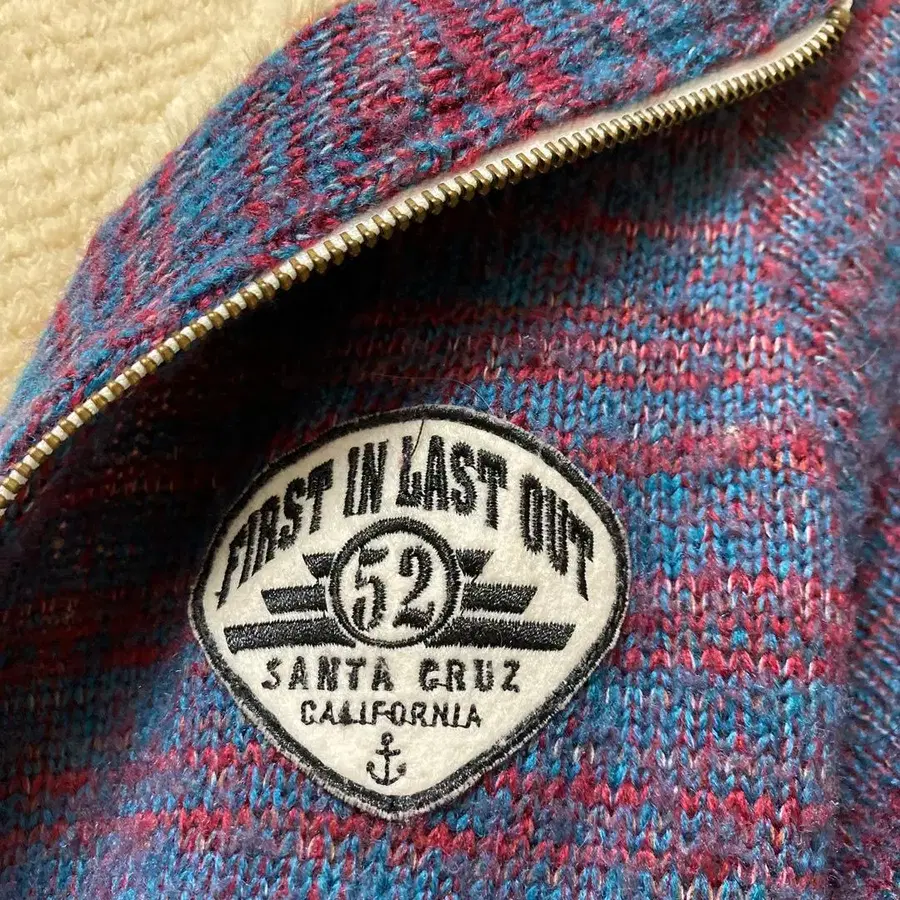 FIRST IN LAST OUT
52
SANTA CRUZ
CALIFORNIA